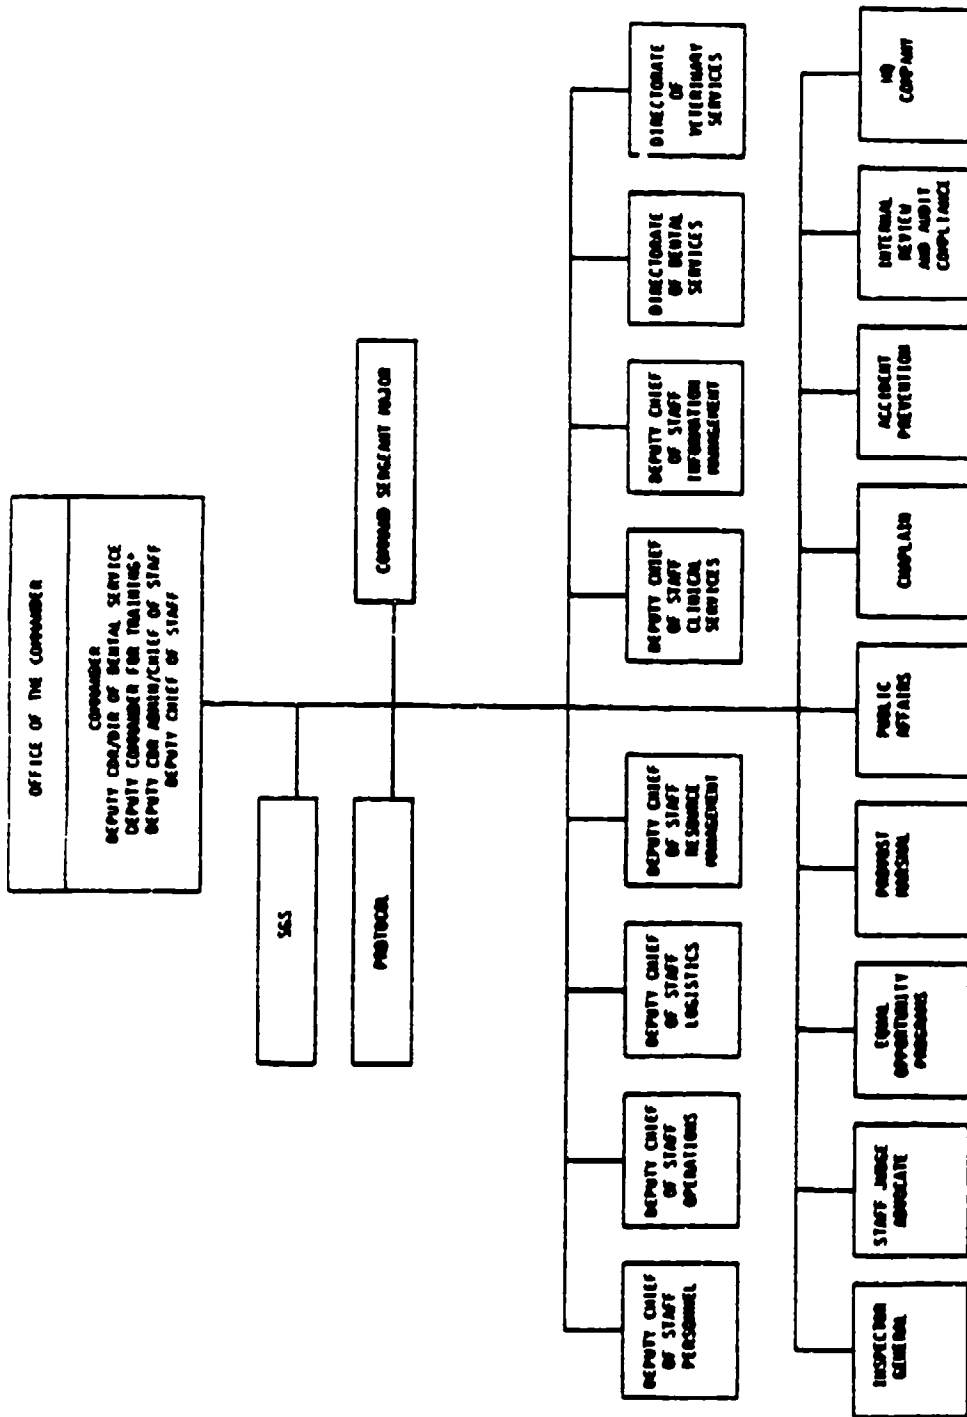 OFFICE OF THE COMMANDER
COMMANDER
DEPUTY CDR/DIR OF DENTAL SERVICE
DEPUTY COMMANDER FOR TRAINING*
DEPUTY CDR ADMIN/CHIEF OF STAFF
DEPUTY CHIEF OF STAFF
SGS
PROTOCOL
COMMAND SERGEANT MAJOR
DEPUTY CHIEF
OF STAFF
PERSONNEL
DEPUTY CHIEF
OF STAFF
OPERATIONS
DEPUTY CHIEF
OF STAFF
LOGISTICS
DEPUTY CHIEF
OF STAFF
RESOURCE
MANAGEMENT
DEPUTY CHIEF
OF STAFF
CLINICAL
SERVICES
DEPUTY CHIEF
OF STAFF
INFORMATION
MANAGEMENT
DIRECTORATE
OF DENTAL
SERVICES
DIRECTORATE
OF
VETERINARY
SERVICES
INSPECTOR
GENERAL
STAFF JUDGE
ADVOCATE
EQUAL
OPPORTUNITY
PROGRAMS
PROVOST
MARSHAL
PUBLIC
AFFAIRS
CHAPLAIN
ACCIDENT
PREVENTION
INTERNAL
REVIEW
AND AUDIT
COMPLIANCE
HQ
COMPANY